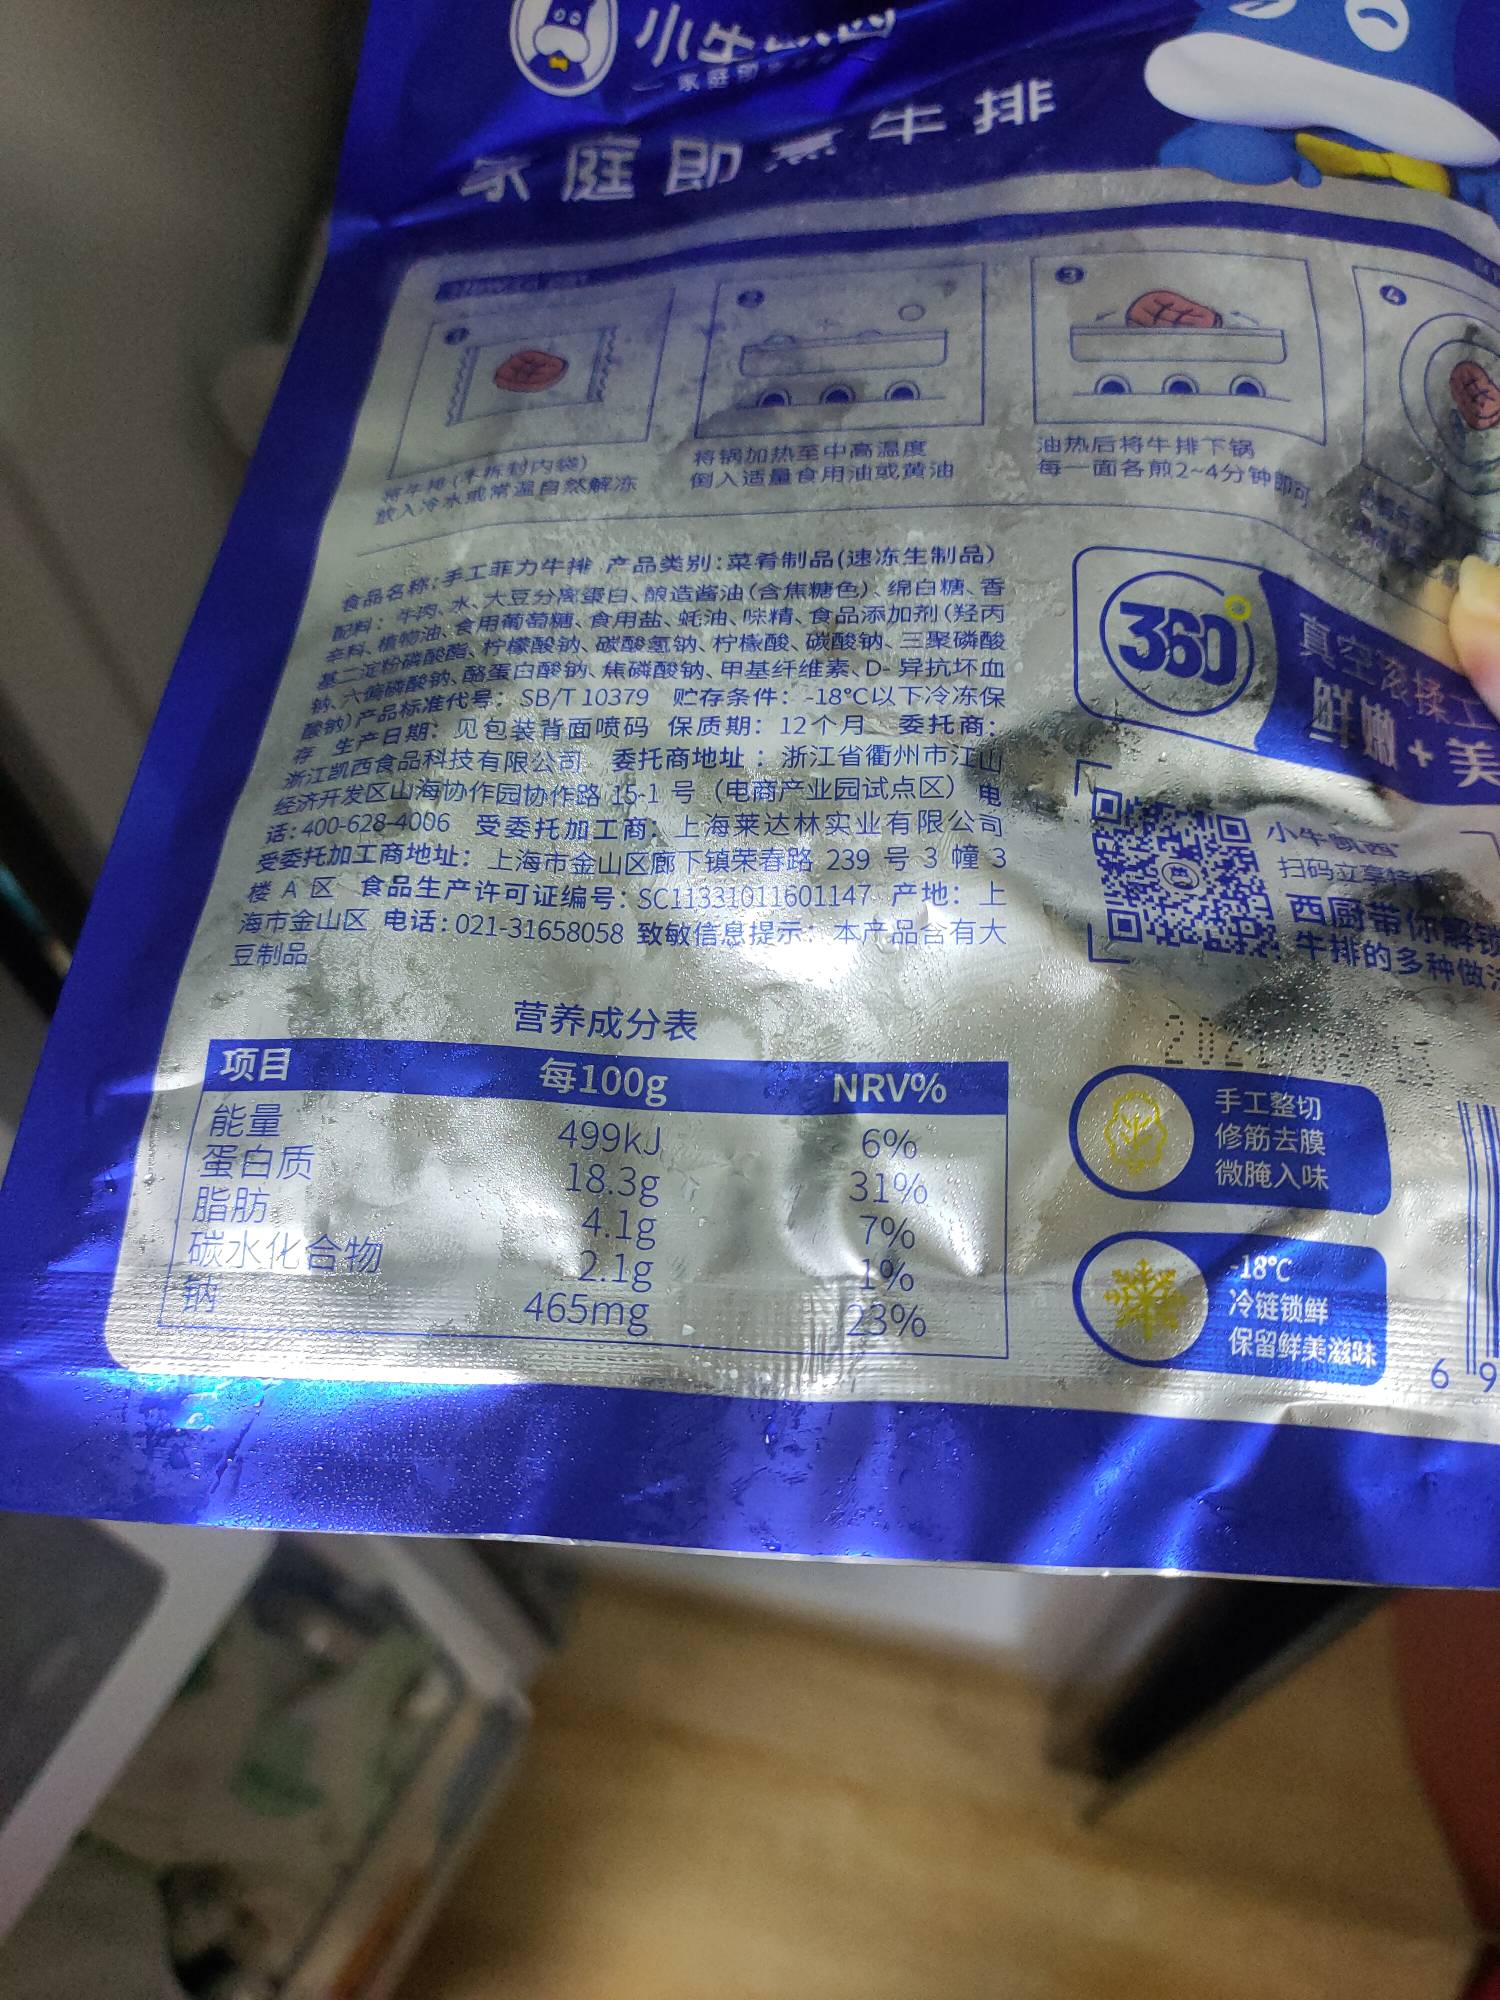 小牛凯西
家庭
家庭即煎牛排
1
2
3
4
将牛排(未拆封内袋)
放入冷水或常温自然解冻
将锅加热至中高温度
倒入适量食用油或黄油
油热后将牛排下锅
每一面各煎2~4分钟即可
食品名称:手工菲力牛排 产品类别:菜肴制品(速冻生制品)
配料: 牛肉、水、大豆分离蛋白、酿造酱油(含焦糖色)、绵白糖、香
辛料、植物油、食用葡萄糖、食用盐、蚝油、味精、食品添加剂(羟丙
基二淀粉磷酸酯、柠檬酸钠、碳酸氢钠、柠檬酸、碳酸钠、三聚磷酸
钠、六偏磷酸钠、酪蛋白酸钠、焦磷酸钠、甲基纤维素、D-异抗坏血
酸钠)产品标准代号: SB/T 10379 贮存条件: -18℃以下冷冻保
存 生产日期: 见包装背面喷码 保质期: 12个月 委托商:
浙江凯西食品科技有限公司 委托商地址: 浙江省衢州市江山
经济开发区山海协作园协作路 15-1 号 (电商产业园试点区) 电
话: 400-628-4006 受委托加工商: 上海莱达林实业有限公司
受委托加工商地址: 上海市金山区廊下镇荣春路 239 号 3 幢 3
楼 A 区 食品生产许可证编号: SC11331011601147 产地: 上
海市金山区 电话: 021-31658058 致敏信息提示: 本产品含有大
豆制品
360°
真空滚揉工
鲜嫩+美
小牛凯西
扫码立享特
西厨带你解锁
牛排的多种做法
营养成分表
项目 每100g NRV%
能量 499kJ 6%
蛋白质 18.3g 31%
脂肪 4.1g 7%
碳水化合物 2.1g 1%
钠 465mg 23%
手工整切
修筋去膜
微腌入味
-18℃
冷链锁鲜
保留鲜美滋味
6 9